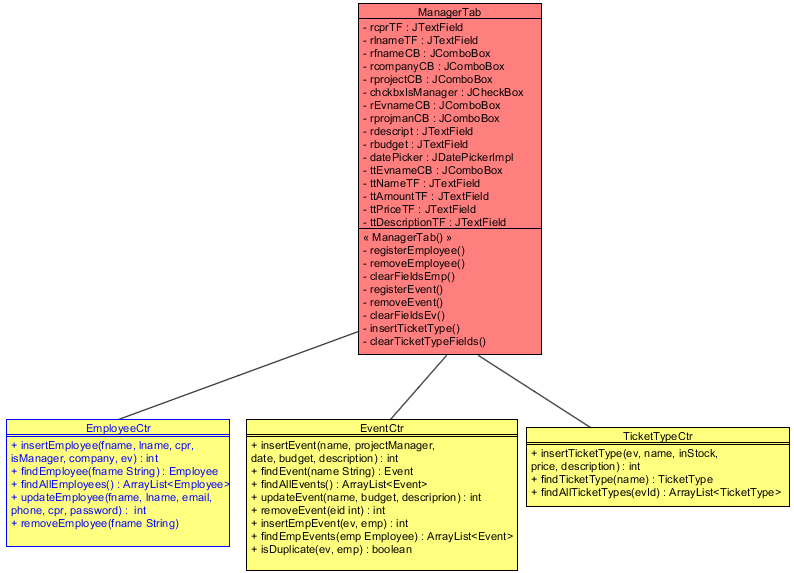 ManagerTab
- rcprTF : JTextField
- rlnameTF : JTextField
- rfnameCB : JComboBox
- rcompanyCB : JComboBox
- rprojectCB : JComboBox
- chckbxIsManager : JCheckBox
- rEvnameCB : JComboBox
- rprojmanCB : JComboBox
- rdescript : JTextField
- rbudget : JTextField
- datePicker : JDatePickerImpl
- ttEvnameCB : JComboBox
- ttNameTF : JTextField
- ttAmountTF : JTextField
- ttPriceTF : JTextField
- ttDescriptionTF : JTextField
« ManagerTab() »
- registerEmployee()
- removeEmployee()
- clearFieldsEmp()
- registerEvent()
- removeEvent()
- clearFieldsEv()
- insertTicketType()
- clearTicketTypeFields()
EmployeeCtr
+ insertEmployee(fname, lname, cpr,
isManager, company, ev) : int
+ findEmployee(fname String) : Employee
+ findAllEmployees() : ArrayList<Employee>
+ updateEmployee(fname, lname, email,
phone, cpr, password) :  int
+ removeEmployee(fname String)
EventCtr
+ insertEvent(name, projectManager,
date, budget, description) : int
+ findEvent(name String) : Event
+ findAllEvents() : ArrayList<Event>
+ updateEvent(name, budget, descriprion) : int
+ removeEvent(eid int) : int
+ insertEmpEvent(ev, emp) : int
+ findEmpEvents(emp Employee) : ArrayList<Event>
+ isDuplicate(ev, emp) : boolean
TicketTypeCtr
+ insertTicketType(ev, name, inStock,
price, description) : int
+ findTicketType(name) : TicketType
+ findAllTicketTypes(evId) : ArrayList<TicketType>